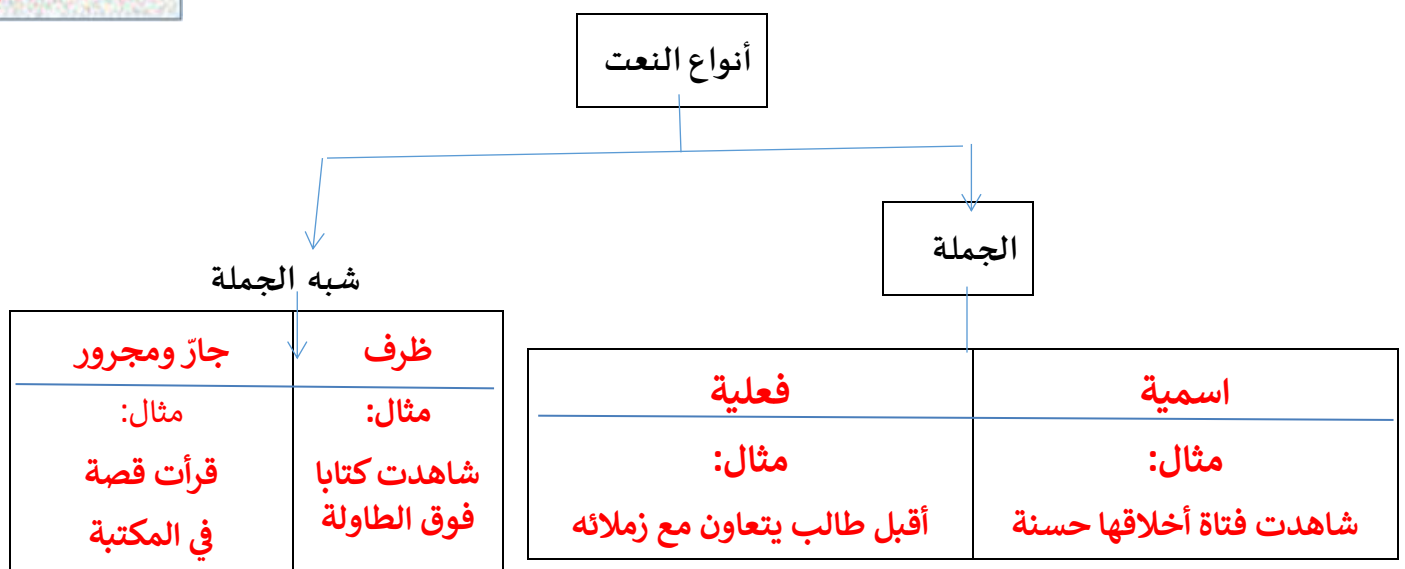 أنواع النعت
الجملة
شبه الجملة
اسمية
مثال:
شاهدت فتاة أخلاقها حسنة
فعلية
مثال:
أقبل طالب يتعاون مع زملائه
ظرف
مثال:
شاهدت كتابا
فوق الطاولة
جارّ ومجرور
مثال:
قرأت قصة
في المكتبة